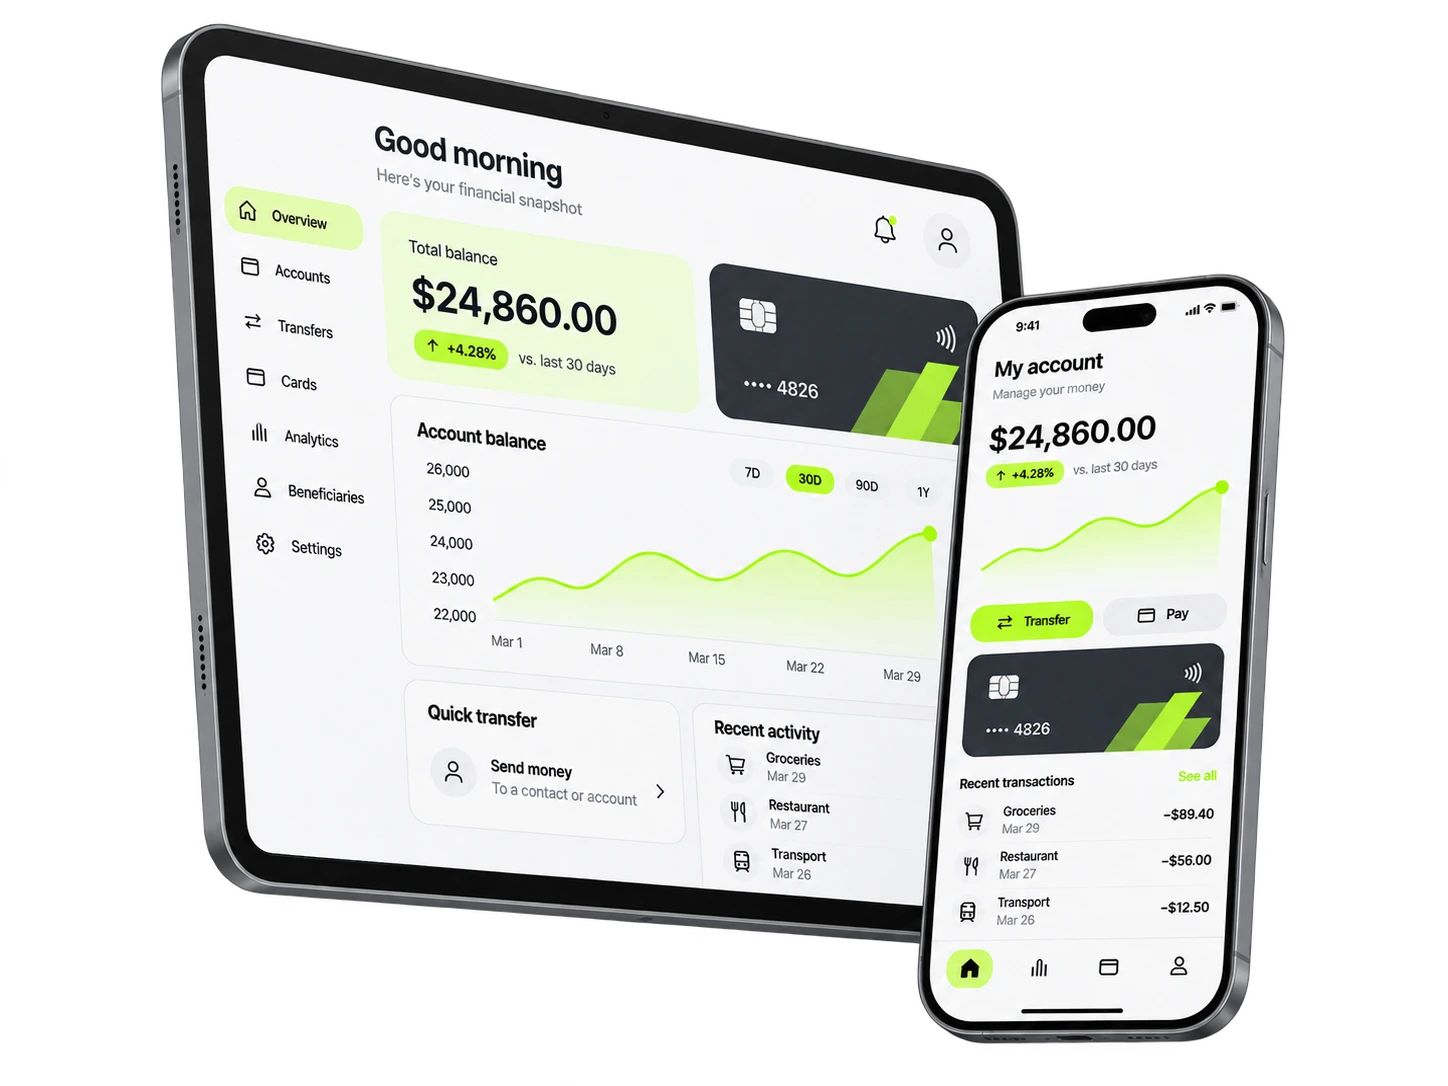 Good morning
Here's your financial snapshot
Overview
Accounts
Transfers
Cards
Analytics
Beneficiaries
Settings
Total balance
$24,860.00
+4.28% vs. last 30 days
•••• 4826
Account balance
7D 30D 90D 1Y
26,000
25,000
24,000
23,000
22,000
Mar 1 Mar 8 Mar 15 Mar 22 Mar 29
Quick transfer
Send money
To a contact or account
Recent activity
Groceries
Mar 29
Restaurant
Mar 27
Transport
Mar 26
9:41
My account
Manage your money
$24,860.00
+4.28% vs. last 30 days
Transfer Pay
•••• 4826
Recent transactions See all
Groceries
Mar 29
−$89.40
Restaurant
Mar 27
−$56.00
Transport
Mar 26
−$12.50